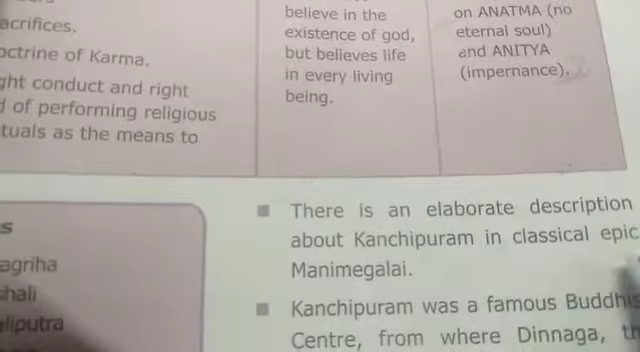 acrifices.
octrine of Karma.
ght conduct and right
d of performing religious
tuals as the means to
believe in the
existence of god,
but believes life
in every living
being.
on ANATMA (no
eternal soul)
and ANITYA
(impernance).
s
agriha
shali
aliputra
There is an elaborate description
about Kanchipuram in classical epic
Manimegalai.
Kanchipuram was a famous Buddhis
Centre, from where Dinnaga, th